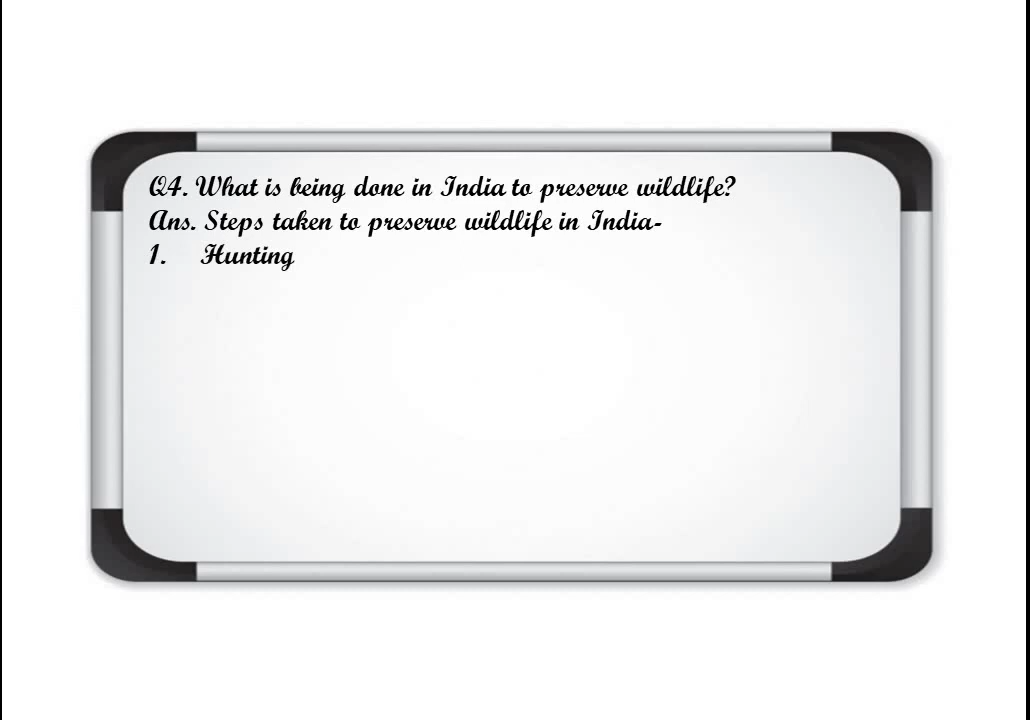 Q4. What is being done in India to preserve wildlife?
Ans. Steps taken to preserve wildlife in India-
1. Hunting